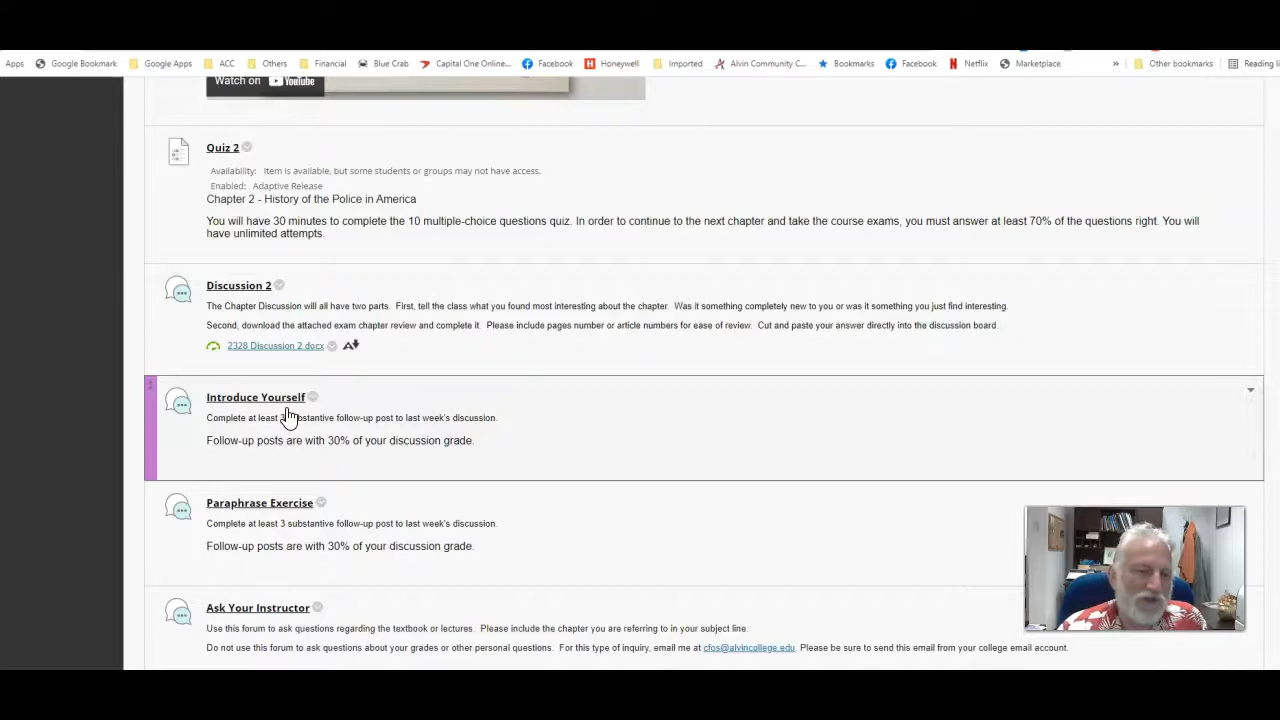 Apps Google Bookmark Google Apps ACC Others Financial Blue Crab Capital One Online... Facebook Honeywell Imported Alvin Community C... Bookmarks Facebook Netflix Marketplace » Other bookmarks Reading li
Watch on YouTube
Quiz 2
Availability: Item is available, but some students or groups may not have access.
Enabled: Adaptive Release
Chapter 2 - History of the Police in America
You will have 30 minutes to complete the 10 multiple-choice questions quiz. In order to continue to the next chapter and take the course exams, you must answer at least 70% of the questions right. You will
have unlimited attempts.
Discussion 2
The Chapter Discussion will all have two parts. First, tell the class what you found most interesting about the chapter. Was it something completely new to you or was it something you just find interesting.
Second, download the attached exam chapter review and complete it. Please include pages number or article numbers for ease of review. Cut and paste your answer directly into the discussion board.
2328 Discussion 2.docx
Introduce Yourself
Complete at least 3 substantive follow-up post to last week's discussion.
Follow-up posts are with 30% of your discussion grade.
Paraphrase Exercise
Complete at least 3 substantive follow-up post to last week's discussion.
Follow-up posts are with 30% of your discussion grade.
Ask Your Instructor
Use this forum to ask questions regarding the textbook or lectures. Please include the chapter you are referring to in your subject line.
Do not use this forum to ask questions about your grades or other personal questions. For this type of inquiry, email me at cfos@alvincollege.edu. Please be sure to send this email from your college email account.